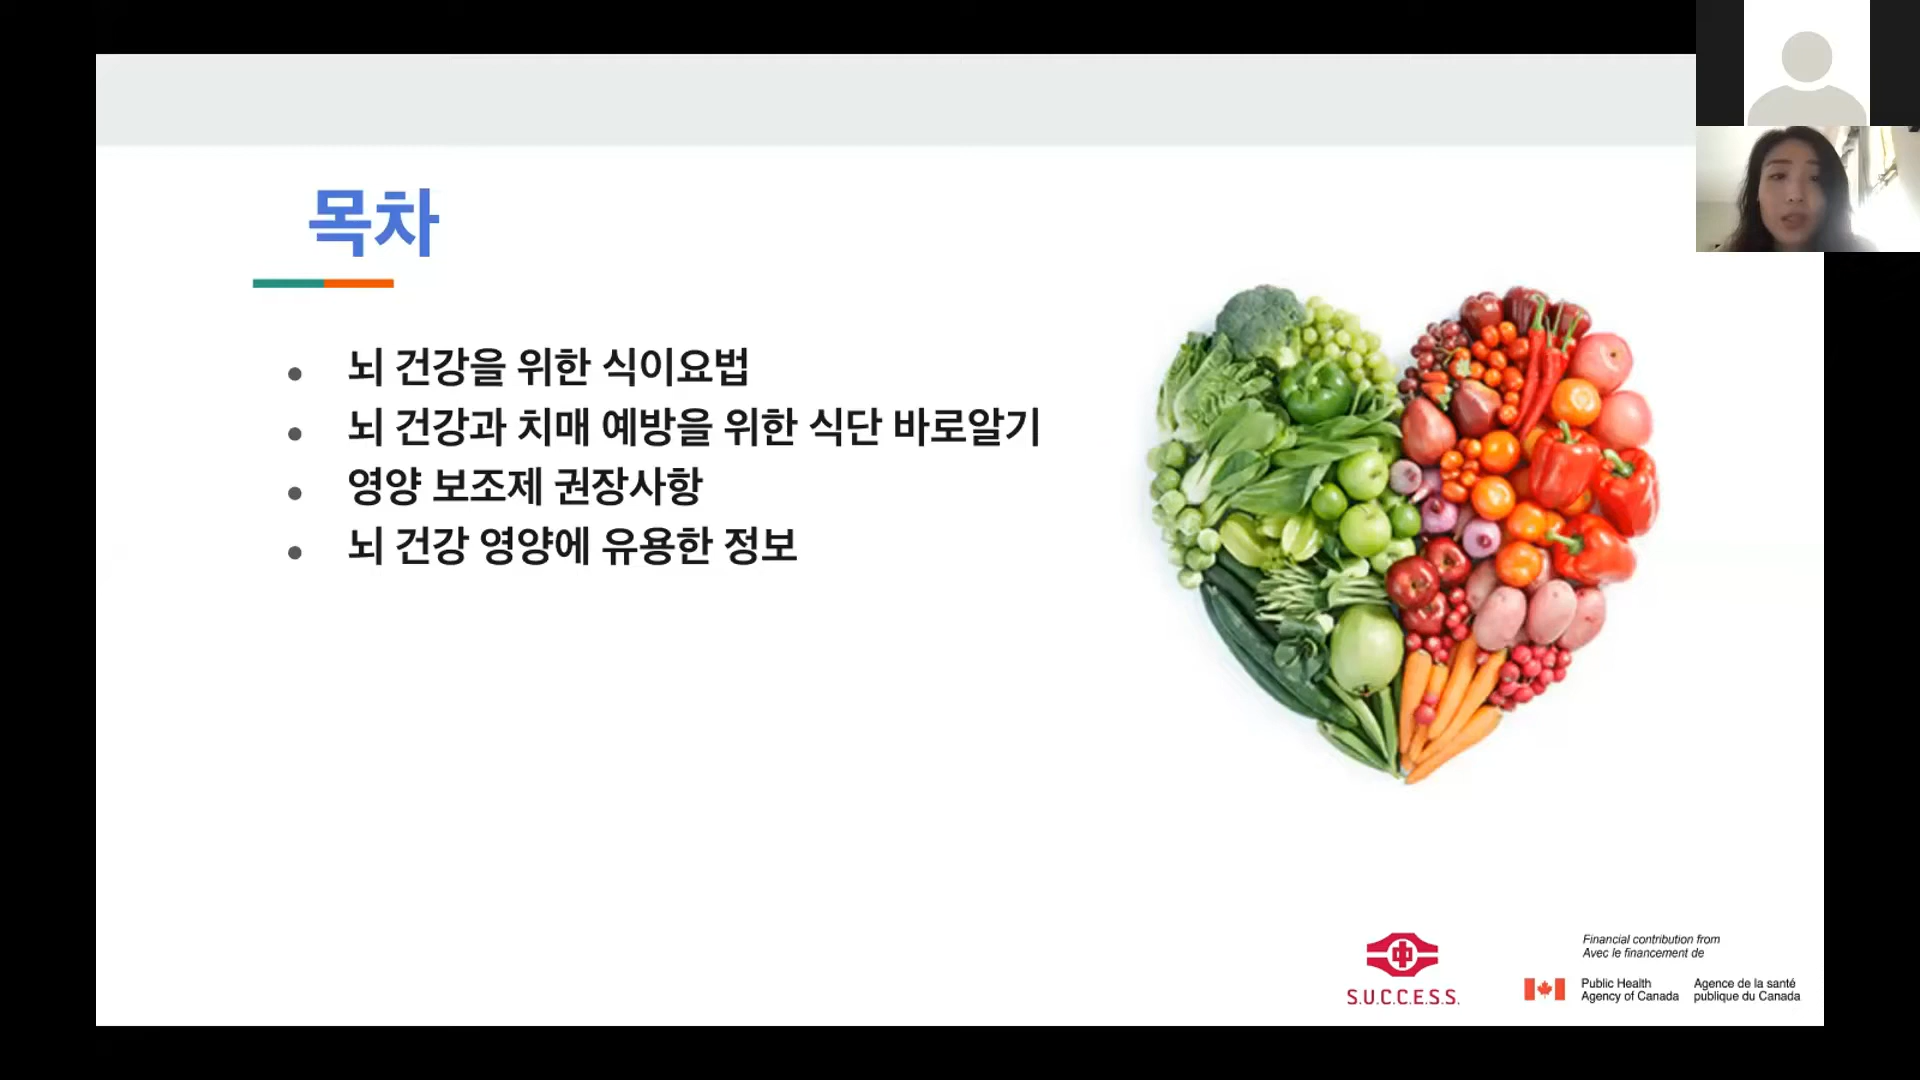 목차
뇌 건강을 위한 식이요법
뇌 건강과 치매 예방을 위한 식단 바로알기
영양 보조제 권장사항
뇌 건강 영양에 유용한 정보
S.U.C.C.E.S.S.
Financial contribution from
Avec le financement de
Public Health
Agency of Canada
Agence de la santé
publique du Canada